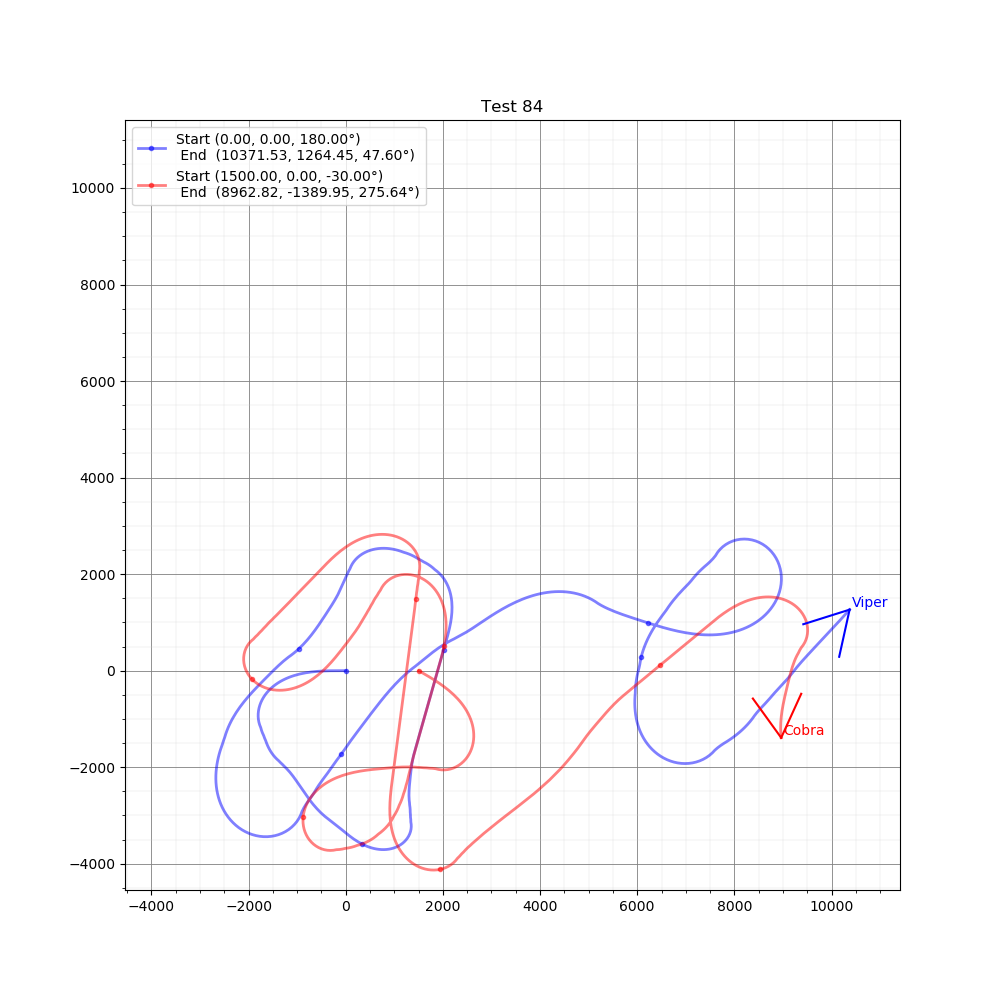 Test 84
Start (0.00, 0.00, 180.00°)
End (10371.53, 1264.45, 47.60°)
Start (1500.00, 0.00, -30.00°)
End (8962.82, -1389.95, 275.64°)
10000
8000
6000
4000
2000
0
−2000
−4000
Viper
Cobra
−4000 −2000 0 2000 4000 6000 8000 10000